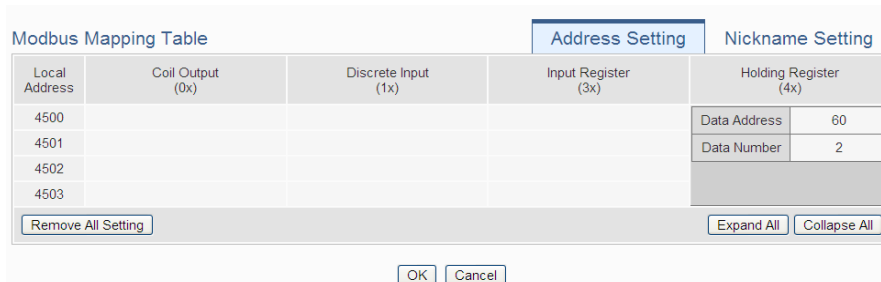 Modbus Mapping Table Address Setting Nickname Setting
Local Address Coil Output (0x) Discrete Input (1x) Input Register (3x) Holding Register (4x)
4500 Data Address 60
4501 Data Number 2
4502
4503
Remove All Setting Expand All Collapse All
OK Cancel